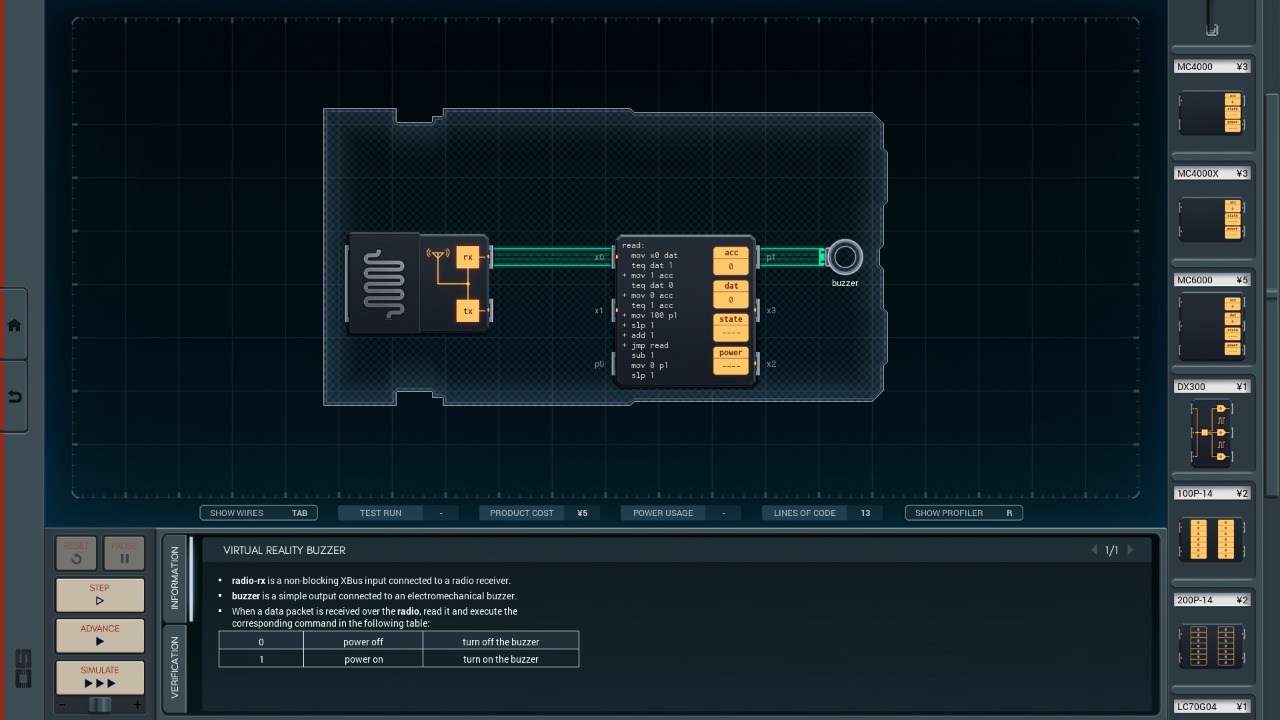 MC4000 ¥3
MC4000X ¥3
MC6000 ¥5
DX300 ¥1
100P-14 ¥2
200P-14 ¥2
LC70G04 ¥1
acc
state
power
rx
tx
x0
x1
p0
read:
mov x0 dat
teq dat 1
+ mov 1 acc
teq dat 0
+ mov 0 acc
teq 1 acc
+ mov 100 p1
+ slp 1
+ add 1
+ jmp read
sub 1
mov 0 p1
slp 1
acc
0
dat
0
state
----
power
----
p1
x3
x2
buzzer
SHOW WIRES TAB
TEST RUN -
PRODUCT COST ¥5
POWER USAGE -
LINES OF CODE 13
SHOW PROFILER R
RESET
PAUSE
STEP
ADVANCE
SIMULATE
- +
INFORMATION
VERIFICATION
VIRTUAL REALITY BUZZER
1/1
▪ radio-rx is a non-blocking XBus input connected to a radio receiver.
▪ buzzer is a simple output connected to an electromechanical buzzer.
▪ When a data packet is received over the radio, read it and execute the
corresponding command in the following table:
0 power off turn off the buzzer
1 power on turn on the buzzer